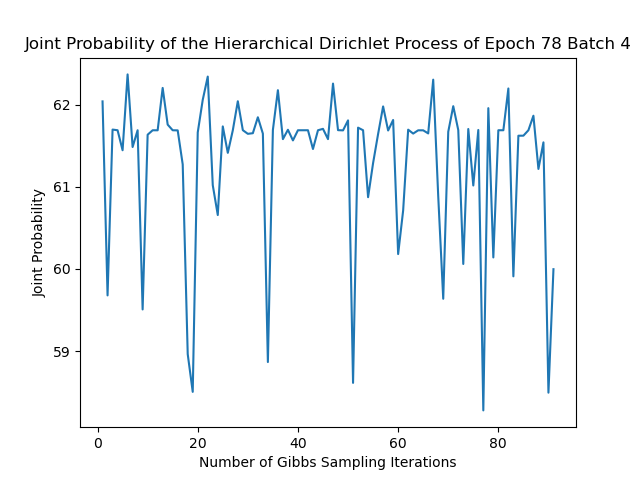 Joint Probability of the Hierarchical Dirichlet Process of Epoch 78 Batch 4
62
61
60
59
Joint Probability
0 20 40 60 80
Number of Gibbs Sampling Iterations